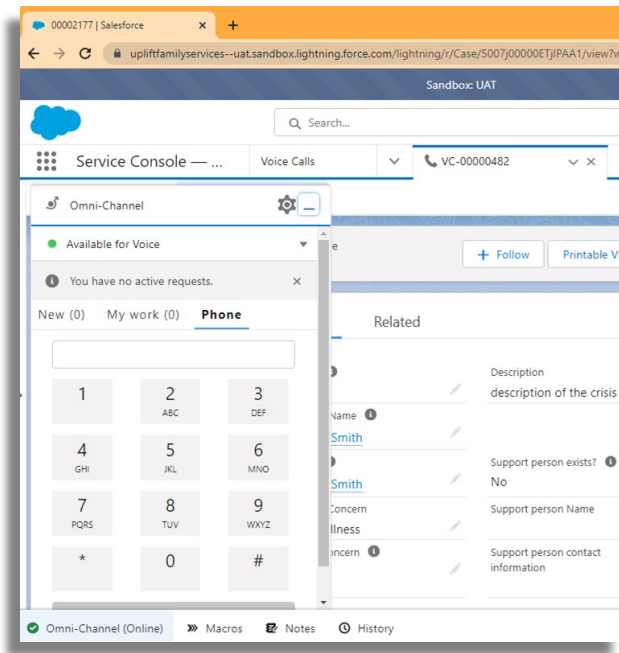 00002177 | Salesforce
upliftfamilyservices--uat.sandbox.lightning.force.com/lightning/r/Case/5007j00000ETjIPAA1/view?w
Sandbox: UAT
Search...
Service Console — ... Voice Calls VC-00000482
Omni-Channel
Available for Voice
You have no active requests.
New (0) My work (0) Phone
1 2 3
ABC DEF
4 5 6
GHI JKL MNO
7 8 9
PQRS TUV WXYZ
* 0 #
e
+ Follow Printable V
Related
Description
description of the crisis
Name
Smith
Support person exists?
Smith No
Concern Support person Name
llness
oncern Support person contact
information
Omni-Channel (Online) Macros Notes History